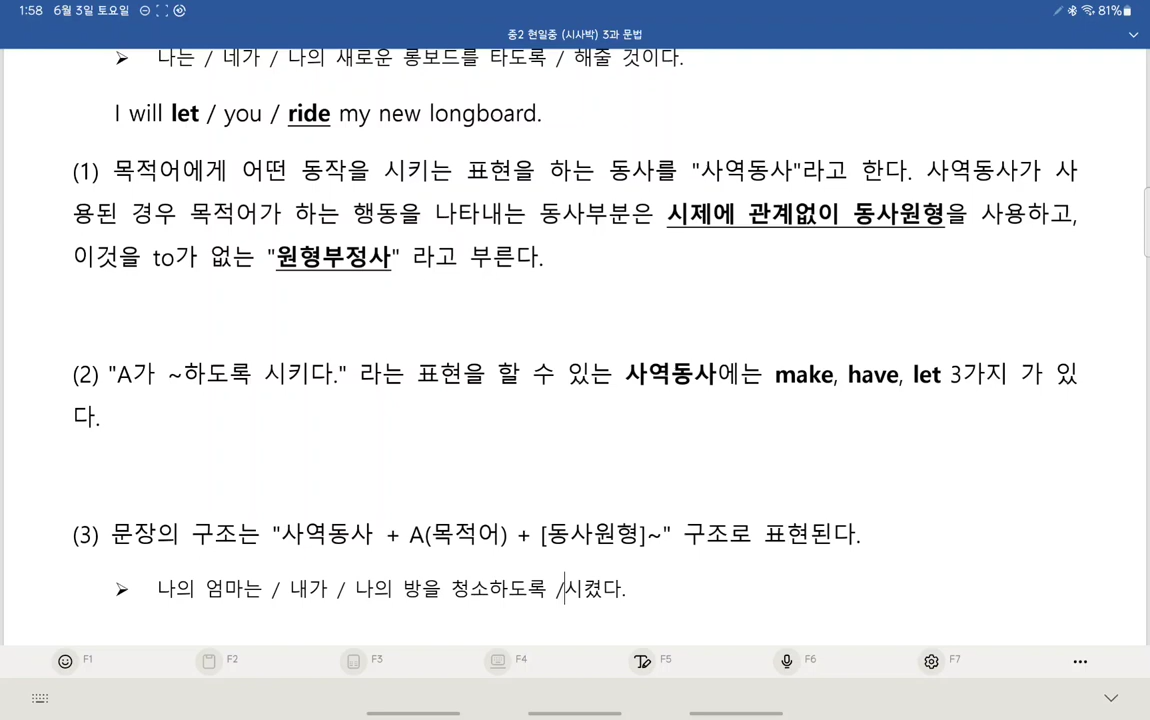 1:58 6월 3일 토요일 81%
중2 현일중 (시사박) 3과 문법
➢ 나는 / 네가 / 나의 새로운 롱보드를 타도록 / 해줄 것이다.
I will let / you / ride my new longboard.
(1) 목적어에게 어떤 동작을 시키는 표현을 하는 동사를 "사역동사"라고 한다. 사역동사가 사
용된 경우 목적어가 하는 행동을 나타내는 동사부분은 시제에 관계없이 동사원형을 사용하고,
이것을 to가 없는 "원형부정사" 라고 부른다.
(2) "A가 ~하도록 시키다." 라는 표현을 할 수 있는 사역동사에는 make, have, let 3가지 가 있
다.
(3) 문장의 구조는 "사역동사 + A(목적어) + [동사원형]~" 구조로 표현된다.
➢ 나의 엄마는 / 내가 / 나의 방을 청소하도록 /시켰다.
F1 F2 F3 F4 F5 F6 F7